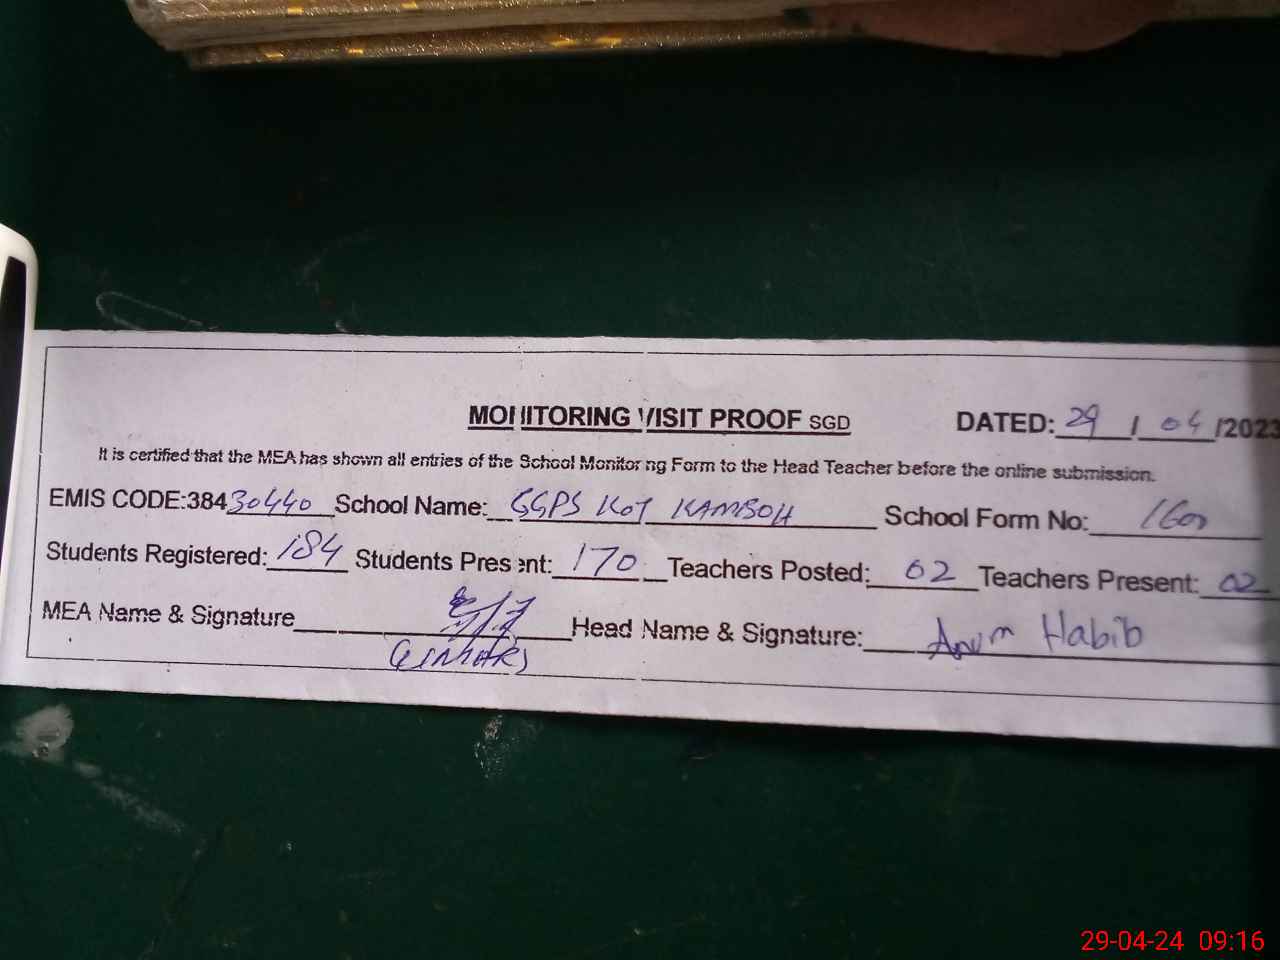 MONITORING VISIT PROOF SGD DATED: 29 / 04 /2023
It is certified that the MEA has shown all entries of the School Monitoring Form to the Head Teacher before the online submission.
EMIS CODE:38430440 School Name: GGPS KOT KAMBOH School Form No:
Students Registered: 184 Students Present: 170 Teachers Posted: 02 Teachers Present: 02
MEA Name & Signature Head Name & Signature: Anum Habib
29-04-24 09:16